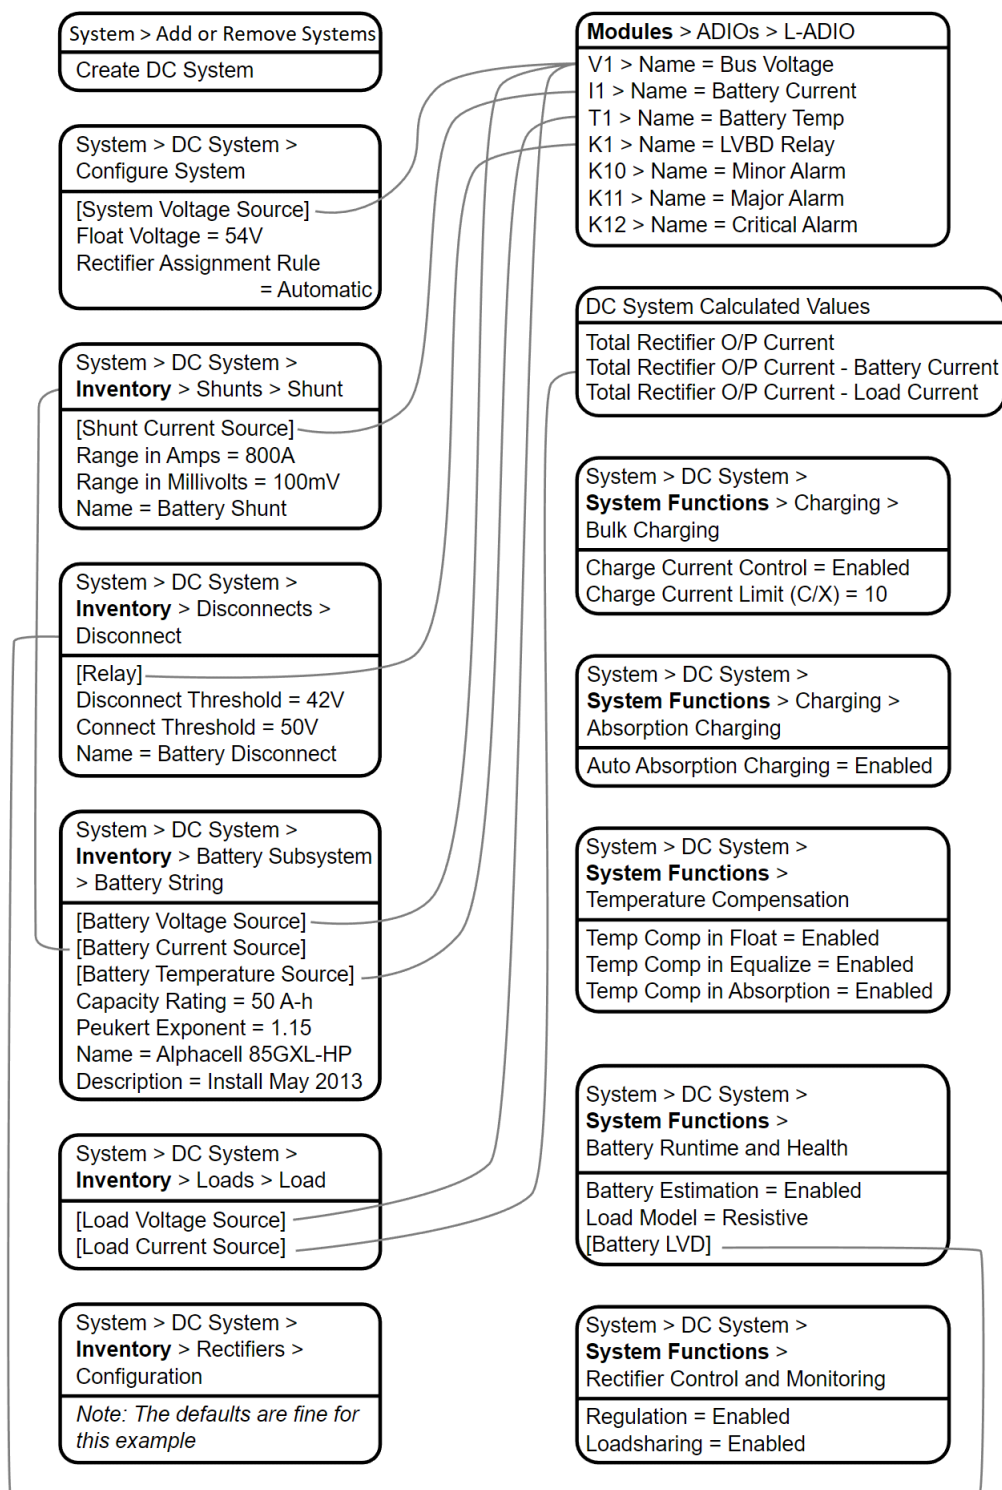 System > Add or Remove Systems
Create DC System
System > DC System >
Configure System
[System Voltage Source]
Float Voltage = 54V
Rectifier Assignment Rule
= Automatic
System > DC System >
Inventory > Shunts > Shunt
[Shunt Current Source]
Range in Amps = 800A
Range in Millivolts = 100mV
Name = Battery Shunt
System > DC System >
Inventory > Disconnects >
Disconnect
[Relay]
Disconnect Threshold = 42V
Connect Threshold = 50V
Name = Battery Disconnect
System > DC System >
Inventory > Battery Subsystem
> Battery String
[Battery Voltage Source]
[Battery Current Source]
[Battery Temperature Source]
Capacity Rating = 50 A-h
Peukert Exponent = 1.15
Name = Alphacell 85GXL-HP
Description = Install May 2013
System > DC System >
Inventory > Loads > Load
[Load Voltage Source]
[Load Current Source]
System > DC System >
Inventory > Rectifiers >
Configuration
Note: The defaults are fine for
this example
Modules > ADIOs > L-ADIO
V1 > Name = Bus Voltage
I1 > Name = Battery Current
T1 > Name = Battery Temp
K1 > Name = LVBD Relay
K10 > Name = Minor Alarm
K11 > Name = Major Alarm
K12 > Name = Critical Alarm
DC System Calculated Values
Total Rectifier O/P Current
Total Rectifier O/P Current - Battery Current
Total Rectifier O/P Current - Load Current
System > DC System >
System Functions > Charging >
Bulk Charging
Charge Current Control = Enabled
Charge Current Limit (C/X) = 10
System > DC System >
System Functions > Charging >
Absorption Charging
Auto Absorption Charging = Enabled
System > DC System >
System Functions >
Temperature Compensation
Temp Comp in Float = Enabled
Temp Comp in Equalize = Enabled
Temp Comp in Absorption = Enabled
System > DC System >
System Functions >
Battery Runtime and Health
Battery Estimation = Enabled
Load Model = Resistive
[Battery LVD]
System > DC System >
System Functions >
Rectifier Control and Monitoring
Regulation = Enabled
Loadsharing = Enabled